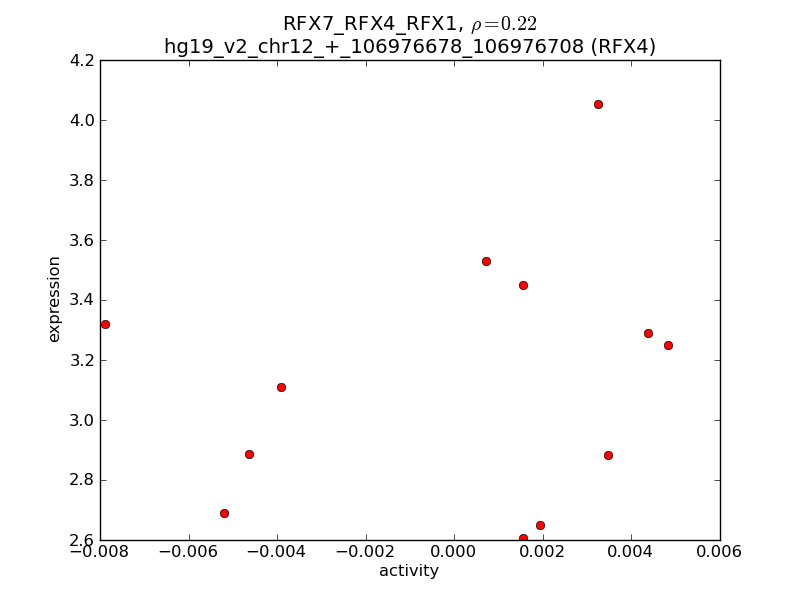 RFX7_RFX4_RFX1, ρ=0.22
hg19_v2_chr12_+_106976678_106976708 (RFX4)
4.2
4.0
3.8
3.6
3.4
3.2
3.0
2.8
2.6
expression
−0.008 −0.006 −0.004 −0.002 0.000 0.002 0.004 0.006
activity